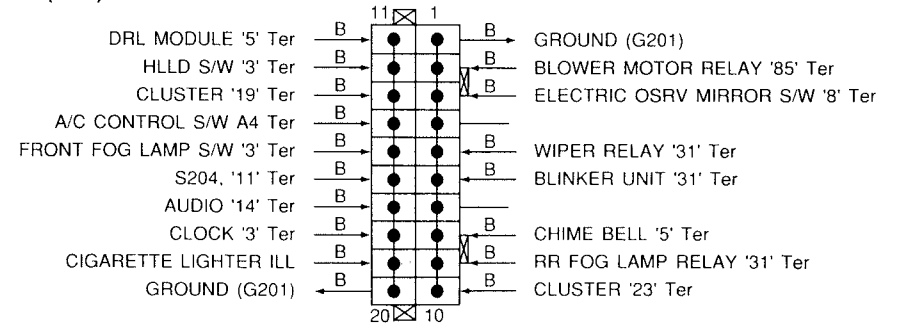 11 1
DRL MODULE '5' Ter B B GROUND (G201)
HLLD S/W '3' Ter B B BLOWER MOTOR RELAY '85' Ter
CLUSTER '19' Ter B B ELECTRIC OSRV MIRROR S/W '8' Ter
A/C CONTROL S/W A4 Ter B
FRONT FOG LAMP S/W '3' Ter B B WIPER RELAY '31' Ter
S204, '11' Ter B B BLINKER UNIT '31' Ter
AUDIO '14' Ter B
CLOCK '3' Ter B B CHIME BELL '5' Ter
CIGARETTE LIGHTER ILL B B RR FOG LAMP RELAY '31' Ter
GROUND (G201) B B CLUSTER '23' Ter
20 10